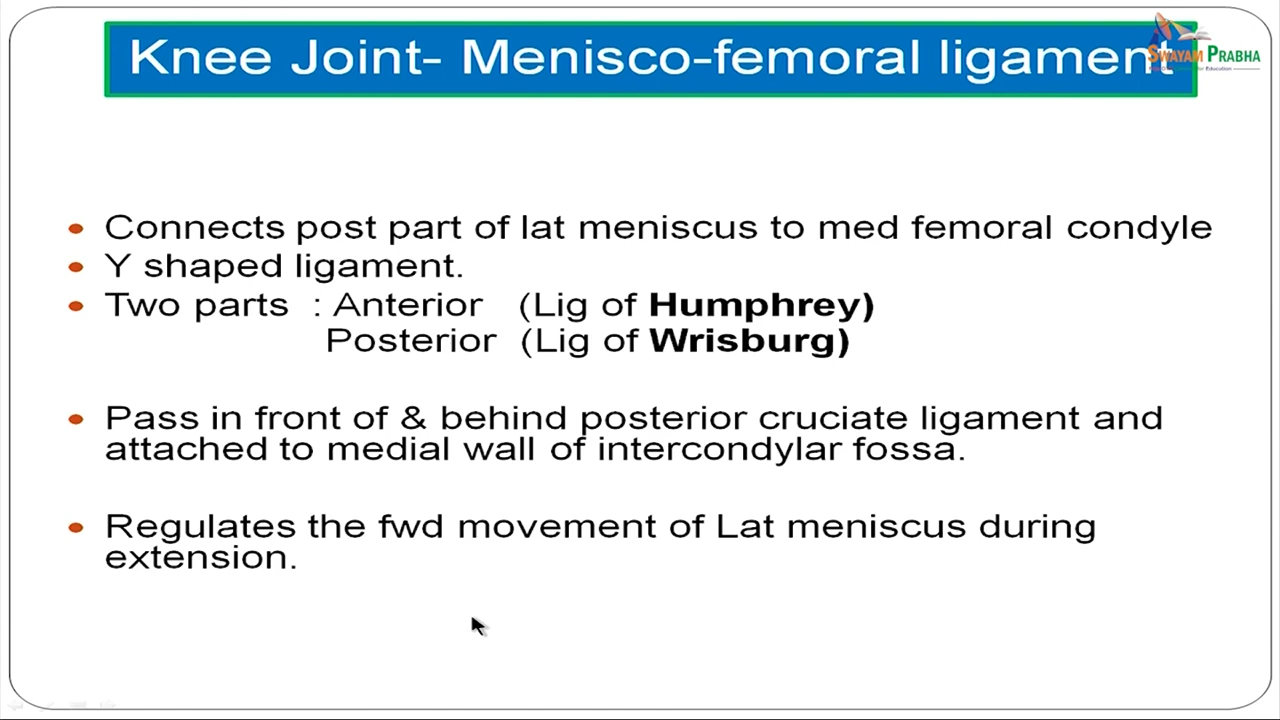 Knee Joint- Menisco-femoral ligament
SWAYAM PRABHA
Connects post part of lat meniscus to med femoral condyle
Y shaped ligament.
Two parts : Anterior (Lig of Humphrey)
Posterior (Lig of Wrisburg)
Pass in front of & behind posterior cruciate ligament and
attached to medial wall of intercondylar fossa.
Regulates the fwd movement of Lat meniscus during
extension.